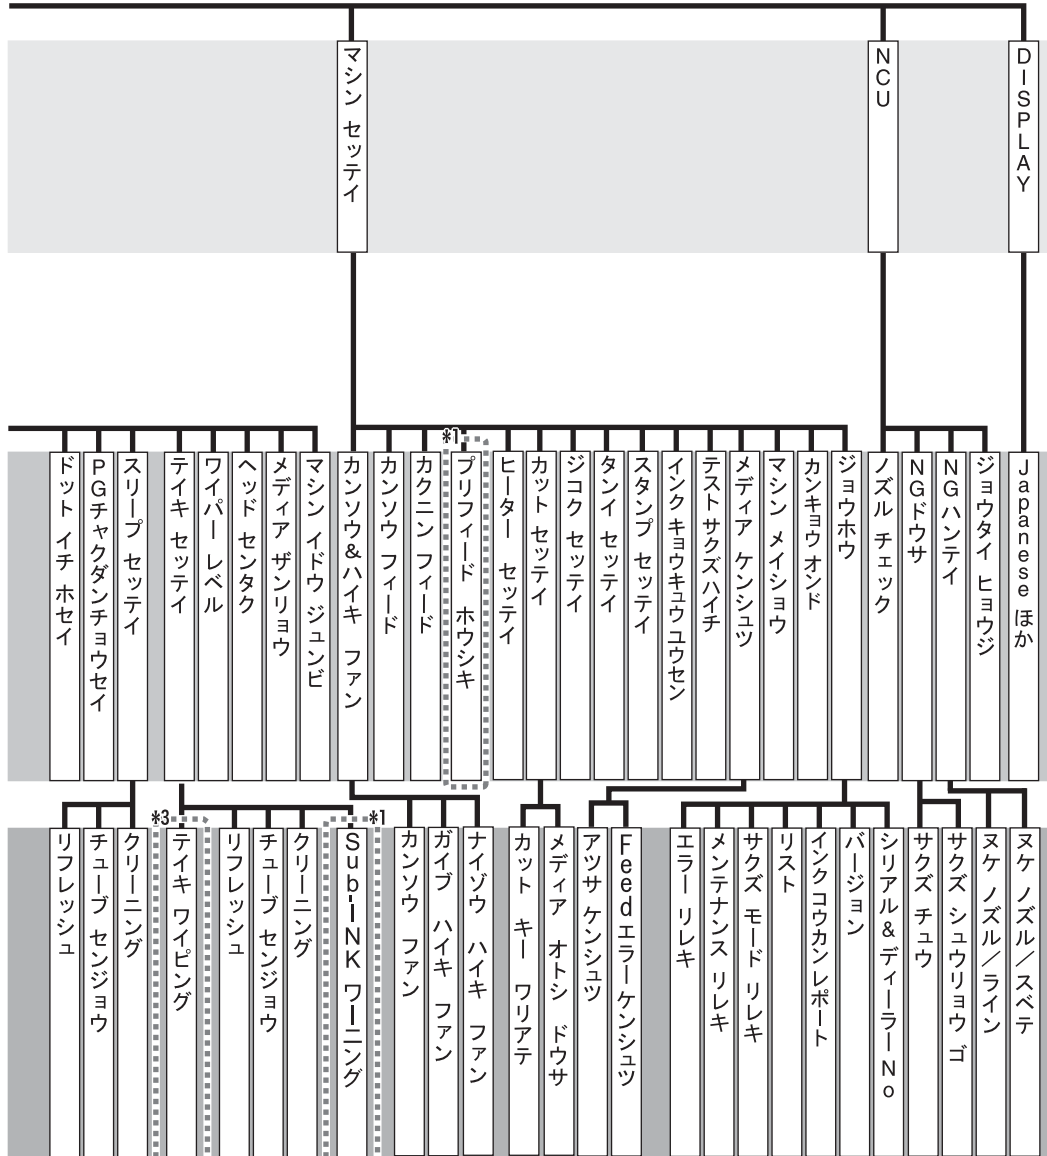 マシン セッテイ
NCU
DISPLAY
ドット イチ ホセイ
PGチャクダンチョウセイ
スリープ セッテイ
テイキ セッテイ
ワイパー レベル
ヘッド センタク
メディア ザンリョウ
マシン イドウ ジュンビ
カンソウ&ハイキ ファン
カンソウ フィード
カクニン フィード
*1
プリフィード ホウシキ
ヒーター セッテイ
カット セッテイ
ジコク セッテイ
タンイ セッテイ
スタンプ セッテイ
インク キョウキュウ ユウセン
テスト サクズハイチ
メディア ケンシュツ
マシン メイショウ
カンキョウ オンド
ジョウホウ
ノズル チェック
NGドウサ
NGハンテイ
ジョウタイ ヒョウジ
Japanese ほか
リフレッシュ
チューブ センジョウ
クリーニング
*3
テイキ ワイピング
リフレッシュ
チューブ センジョウ
クリーニング
Sub-INK ワーニング
*1
カンソウ ファン
ガイブ ハイキ ファン
ナイゾウ ハイキ ファン
カット キー ワリアテ
メディア オトシ ドウサ
アツサ ケンシュツ
Feedエラーケンシュツ
エラー リレキ
メンテナンス リレキ
サクズ モード リレキ
リスト
インクコウカンレポート
バージョン
シリアル&ディーラーNo
サクズ チュウ
サクズ シュウリョウ ゴ
ヌケ ノズル／ライン
ヌケ ノズル／スベテ